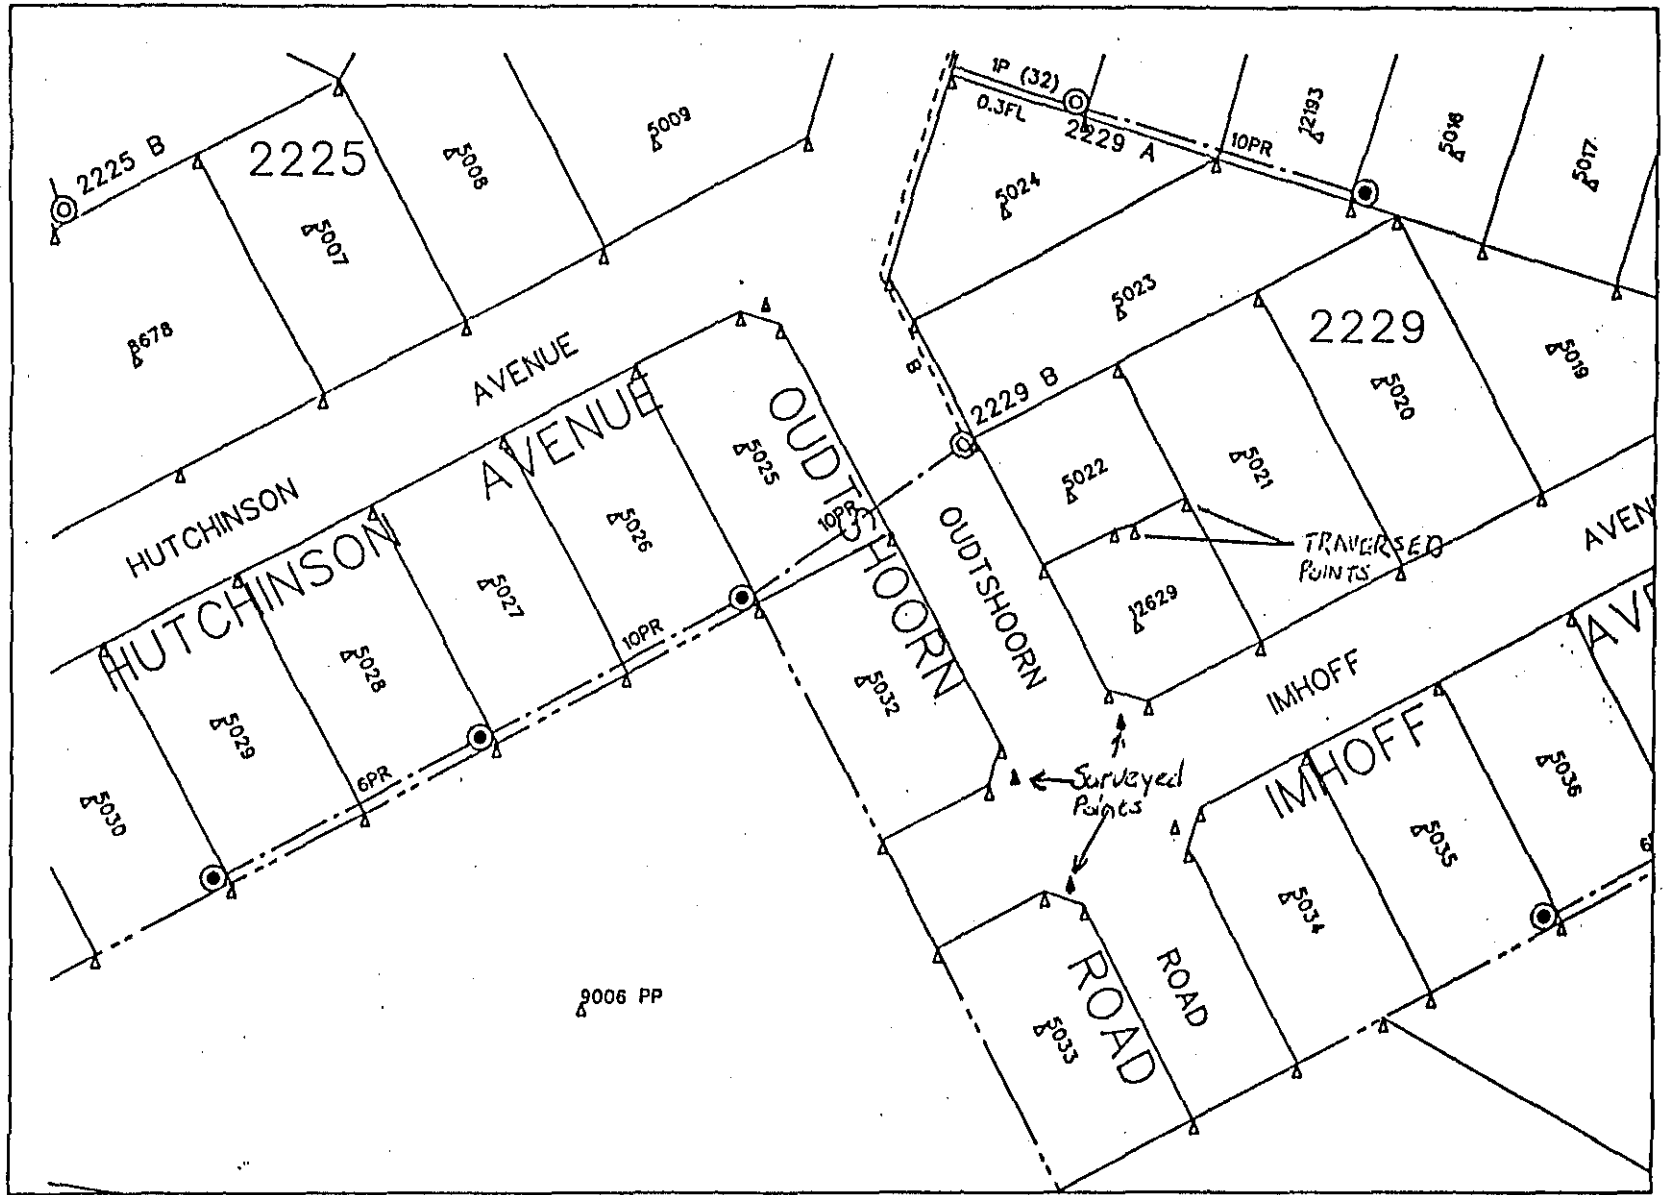 1P (32)
0.3FL
2229 A
10PR
12193
5016
5017
2225 B
2225
5008
5009
5007
5024
8678
5023
2229
5019
5020
AVENUE
HUTCHINSON
HUTCHINSON
AVENUE
B
2229 B
OUDTSHOORN
5025
5026
5027
5028
5029
5030
10PR
10PR
6PR
5022
5021
12629
TRAVERSED
POINTS
OUDTSHOORN
5032
IMHOFF
AVEN
IMHOFF
AVE
Surveyed
Points
5036
5035
5034
6
ROAD
ROAD
5033
9006 PP